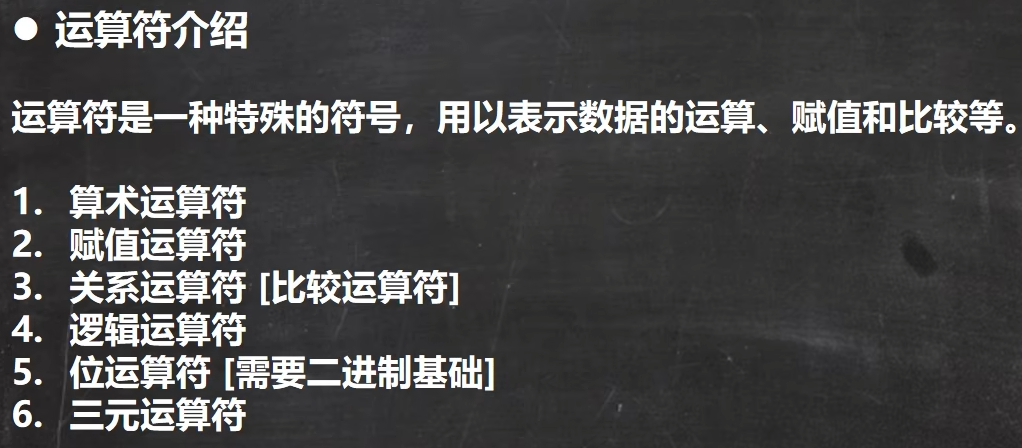 ● 运算符介绍
运算符是一种特殊的符号，用以表示数据的运算、赋值和比较等。
1. 算术运算符
2. 赋值运算符
3. 关系运算符 [比较运算符]
4. 逻辑运算符
5. 位运算符 [需要二进制基础]
6. 三元运算符